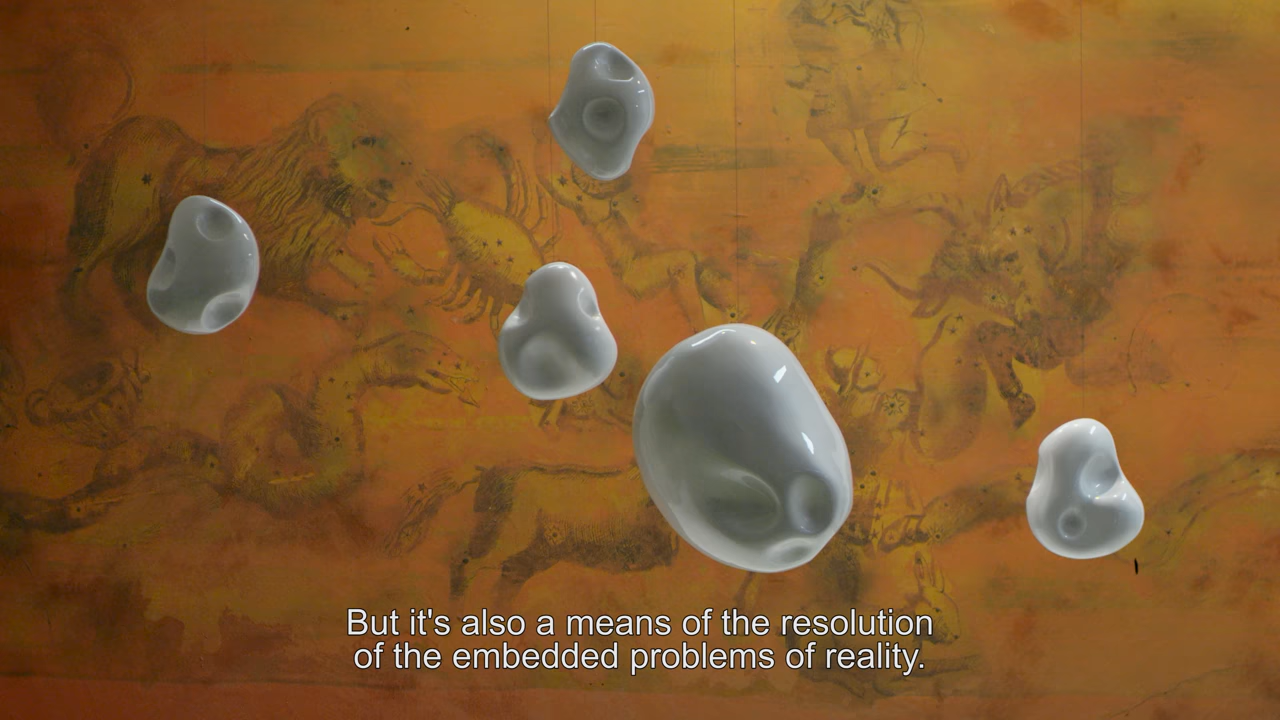 But it's also a means of the resolution
of the embedded problems of reality.